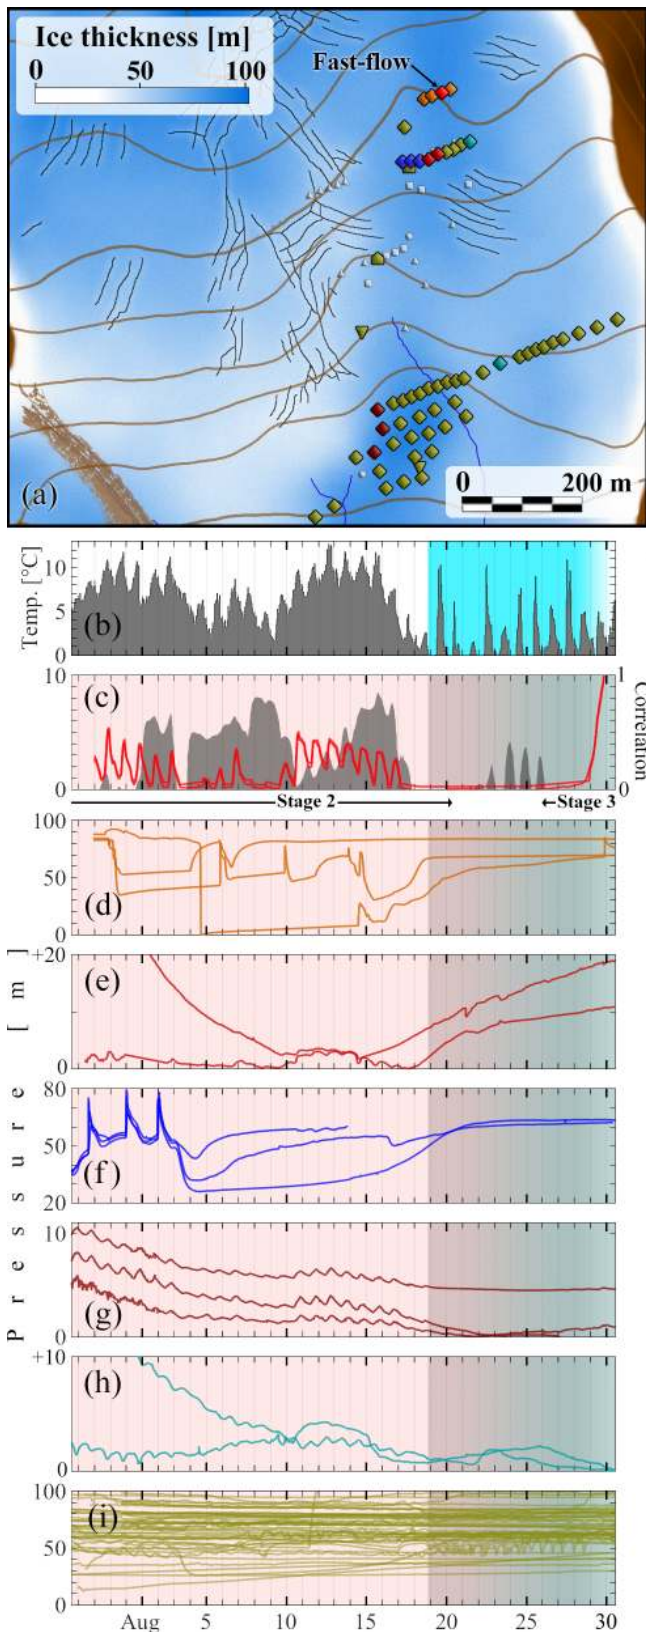 Ice thickness [m]
0 50 100
Fast-flow
(a)
0 200 m
Temp. [°C]
10
5
0
(b)
10
0
(c)
1
0
Correlation
Stage 2
Stage 3
100
50
0
(d)
Pressure [m]
+20
0
(e)
80
50
20
(f)
10
0
(g)
+10
0
(h)
100
50
0
(i)
Aug 5 10 15 20 25 30